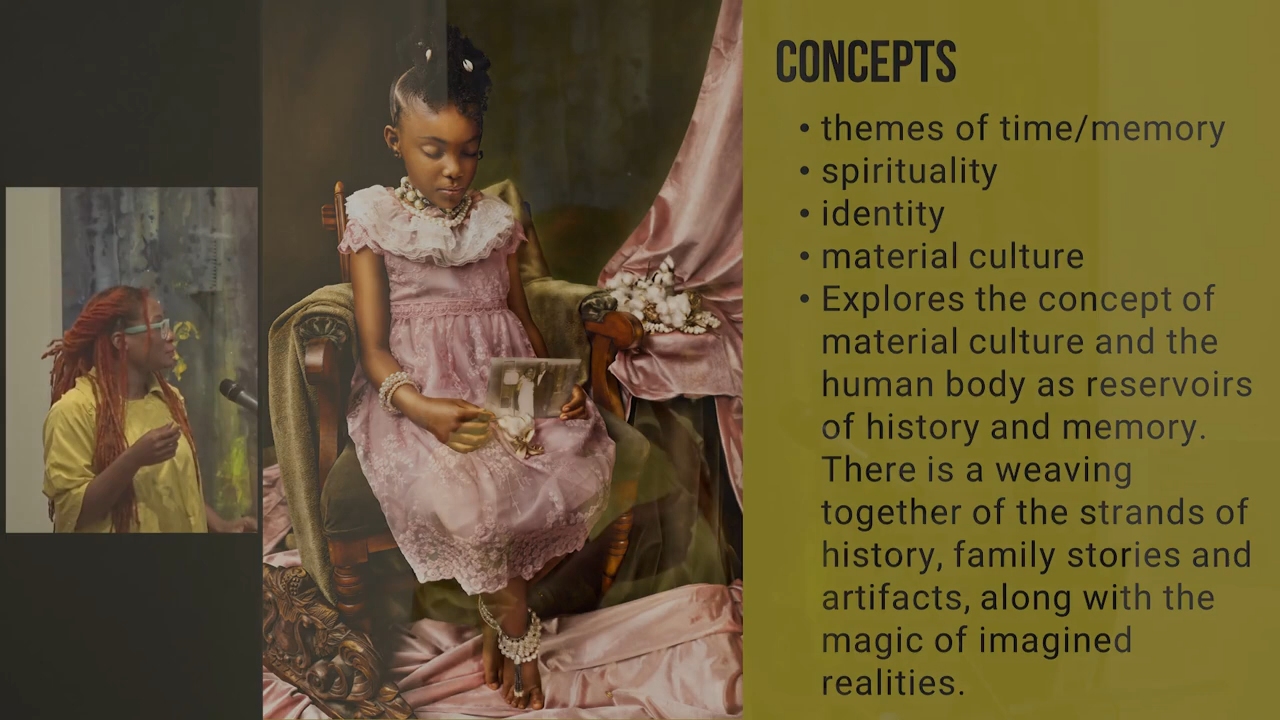 CONCEPTS
• themes of time/memory
• spirituality
• identity
• material culture
• Explores the concept of
material culture and the
human body as reservoirs
of history and memory.
There is a weaving
together of the strands of
history, family stories and
artifacts, along with the
magic of imagined
realities.